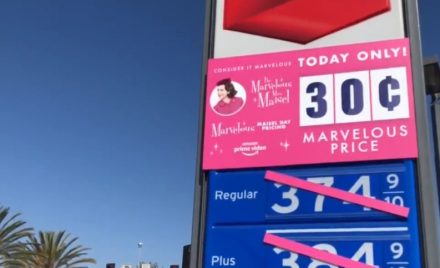 CONSIDER IT MARVELOUS
TODAY ONLY!
The
Marvelous
Mrs.
Maisel
30¢
Marvelous
MAISEL DAY
PRICING
MARVELOUS
PRICE
amazon
prime video
Regular
374 9/10
Plus
384 9